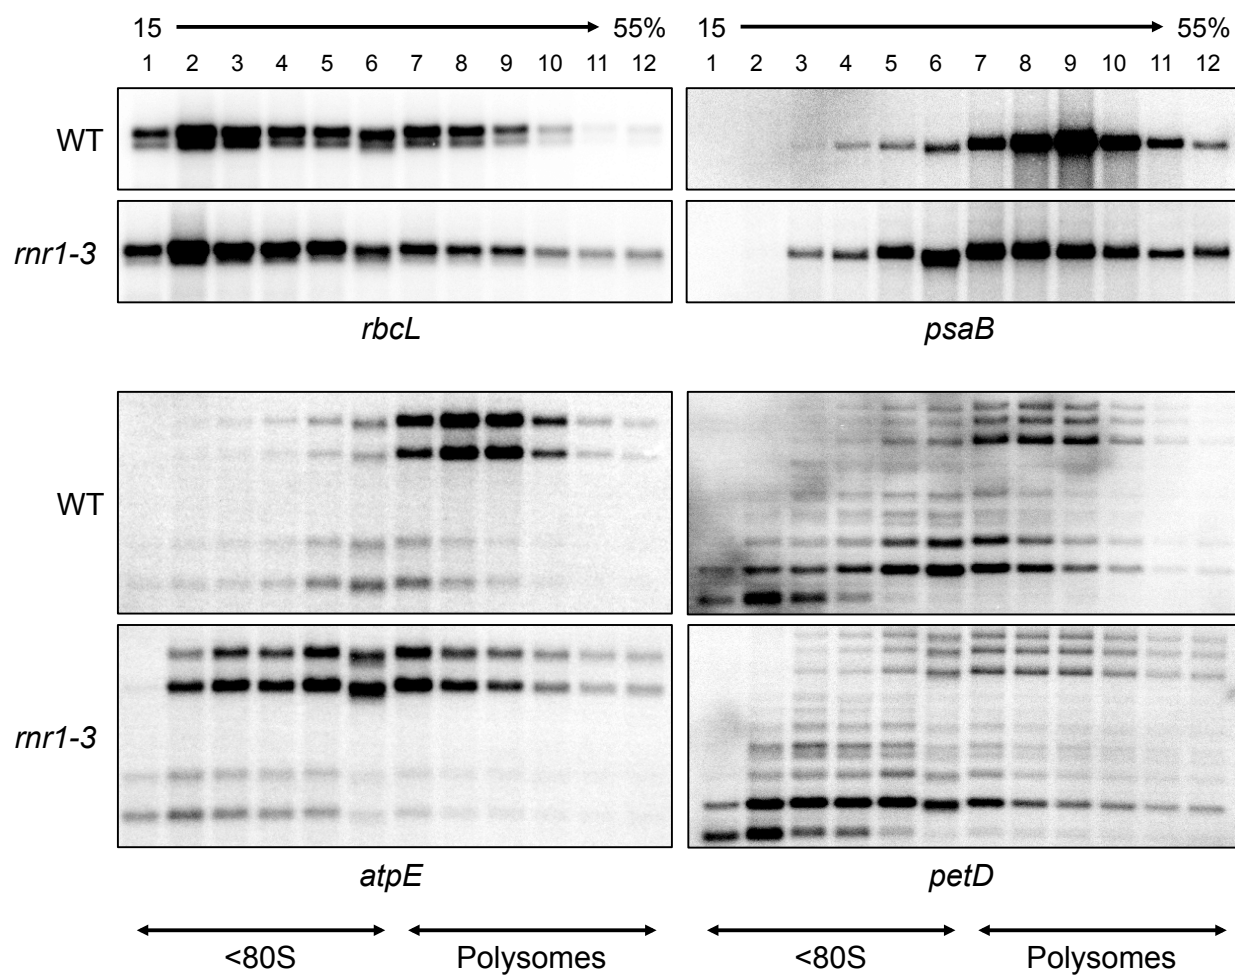 15 55% 15 55%
1 2 3 4 5 6 7 8 9 10 11 12 1 2 3 4 5 6 7 8 9 10 11 12
WT
rnr1-3
rbcL psaB
WT
rnr1-3
atpE petD
<80S Polysomes <80S Polysomes